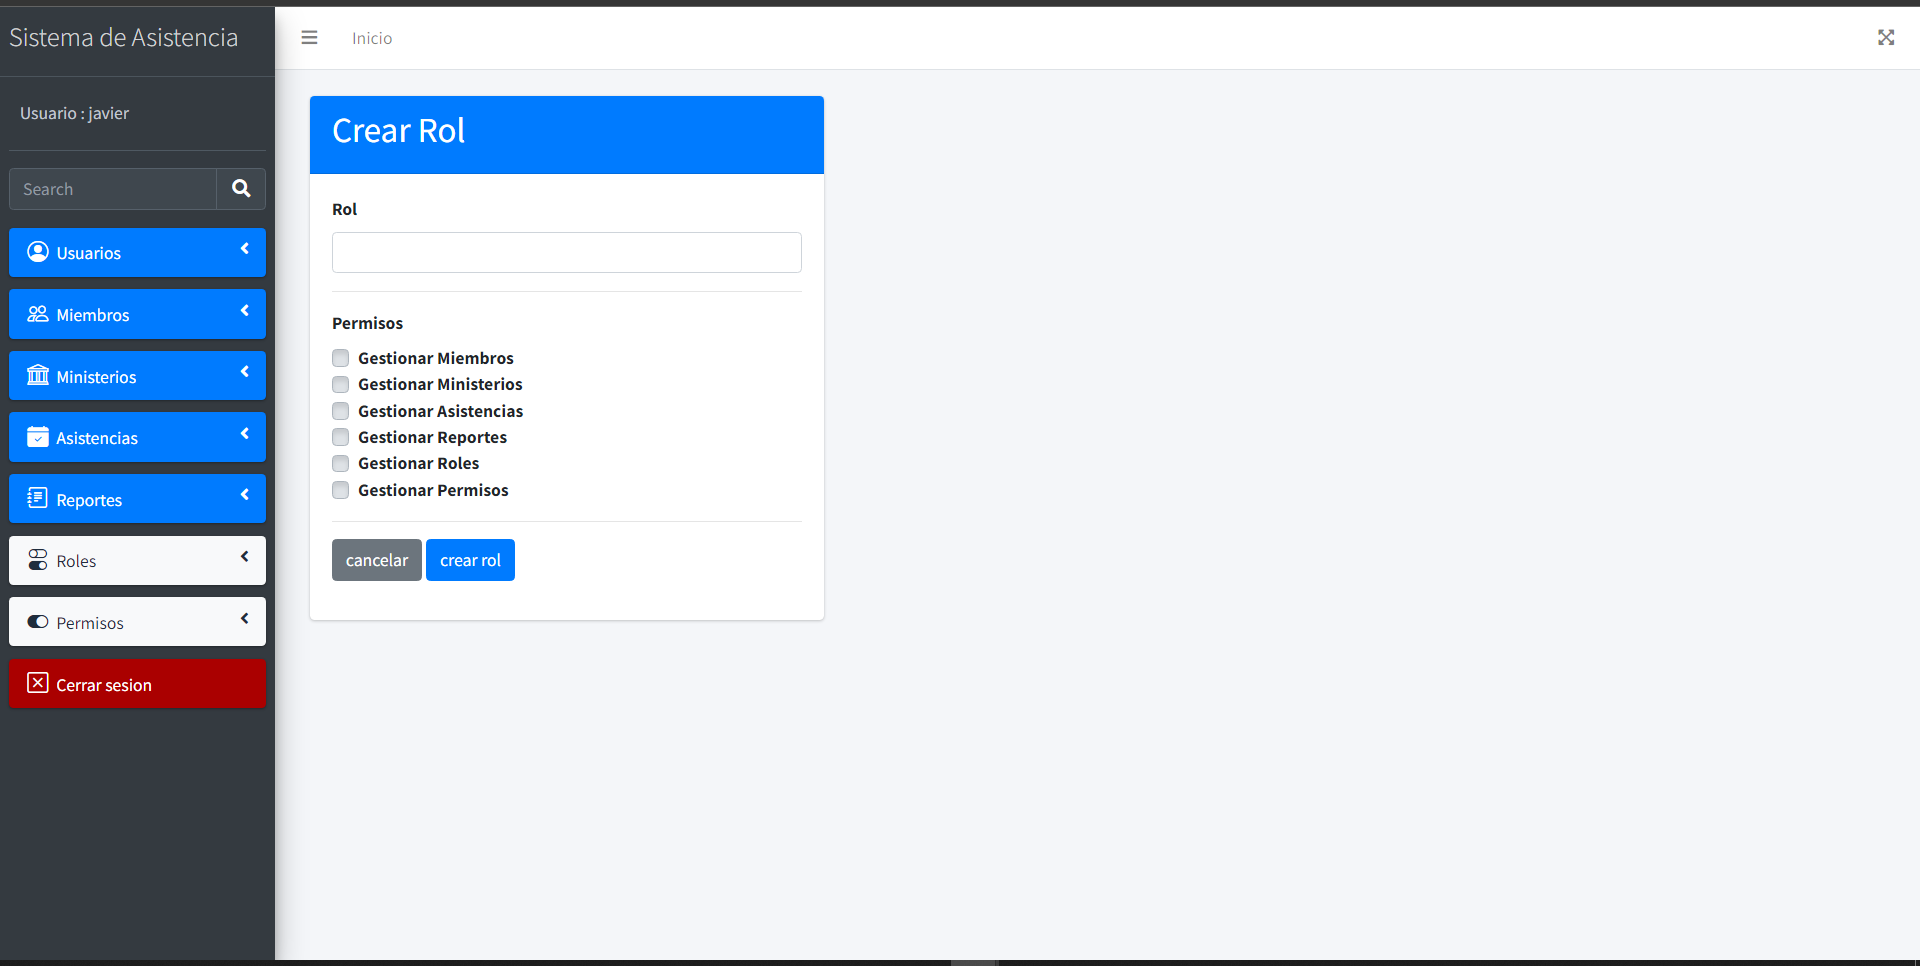 Sistema de Asistencia
Inicio
Usuario : javier
Search
Usuarios
Miembros
Ministerios
Asistencias
Reportes
Roles
Permisos
Cerrar sesion
Crear Rol
Rol
Permisos
Gestionar Miembros
Gestionar Ministerios
Gestionar Asistencias
Gestionar Reportes
Gestionar Roles
Gestionar Permisos
cancelar crear rol